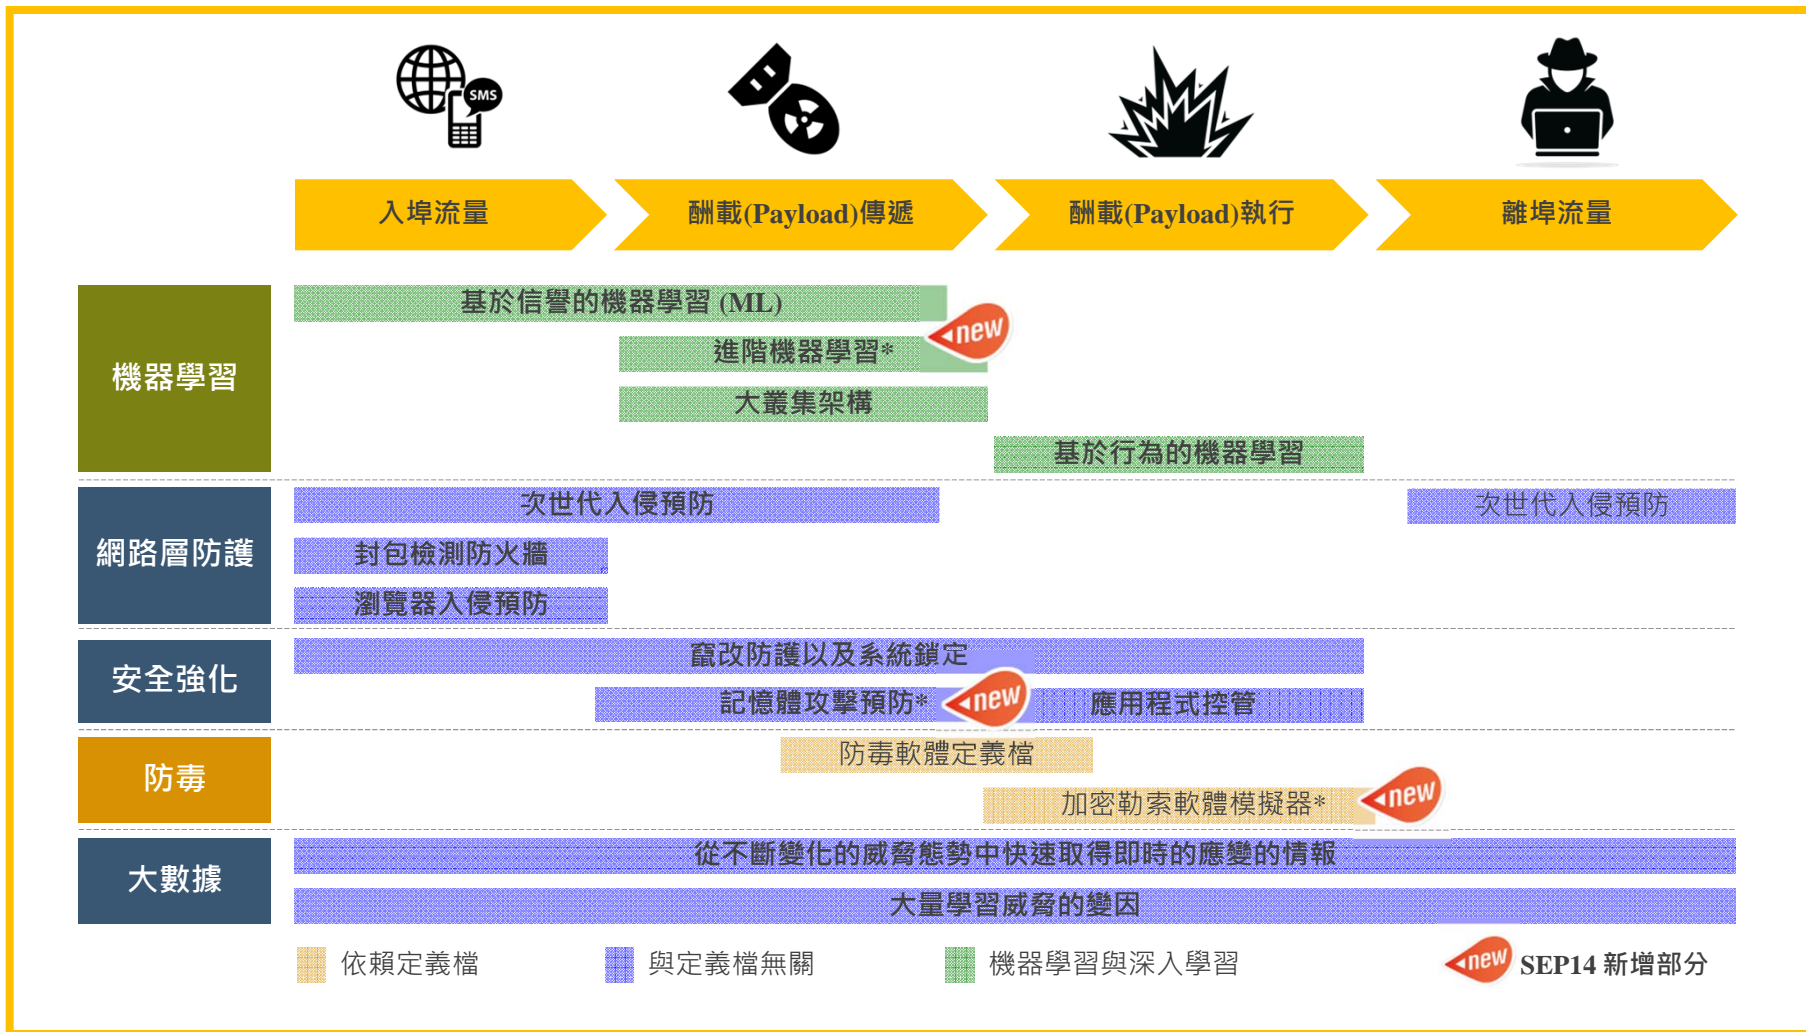 SMS
入埠流量
酬載(Payload)傳遞
酬載(Payload)執行
離埠流量
機器學習
基於信譽的機器學習 (ML)
new
進階機器學習*
大叢集架構
基於行為的機器學習
網路層防護
次世代入侵預防
次世代入侵預防
封包檢測防火牆
瀏覽器入侵預防
安全強化
竄改防護以及系統鎖定
記憶體攻擊預防*
new
應用程式控管
防毒
防毒軟體定義檔
加密勒索軟體模擬器*
new
大數據
從不斷變化的威脅態勢中快速取得即時的應變的情報
大量學習威脅的變因
依賴定義檔
與定義檔無關
機器學習與深入學習
new
SEP14 新增部分